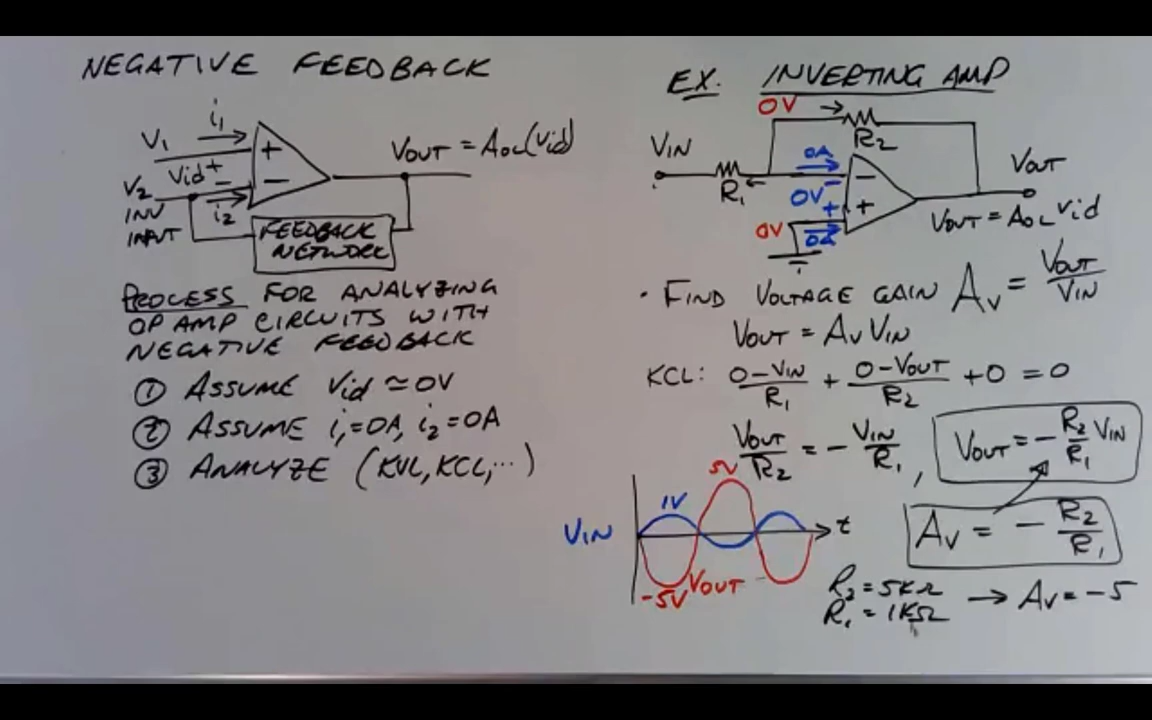 NEGATIVE FEEDBACK
i1
V1
Vid + −
V2
INV
INPUT
i2
+
−
VOUT = AOL(Vid)
FEEDBACK
NETWORK
PROCESS FOR ANALYZING
OP AMP CIRCUITS WITH
NEGATIVE FEEDBACK
① ASSUME Vid ≃ 0V
② ASSUME i1=0A, i2=0A
③ ANALYZE (KVL, KCL, ...)
EX. INVERTING AMP
0V
R2
VIN
R1
0A
0V − +
0V
0A
−
+
VOUT
VOUT = AOL Vid
• FIND VOLTAGE GAIN AV = VOUT/VIN
VOUT = AV VIN
KCL: (0-VIN)/R1 + (0-VOUT)/R2 + 0 = 0
VOUT/R2 = - VIN/R1 , VOUT = - R2/R1 VIN
AV = - R2/R1
5V
1V
VIN
t
-5V
VOUT
R2 = 5KΩ
R1 = 1KΩ
→ AV = -5